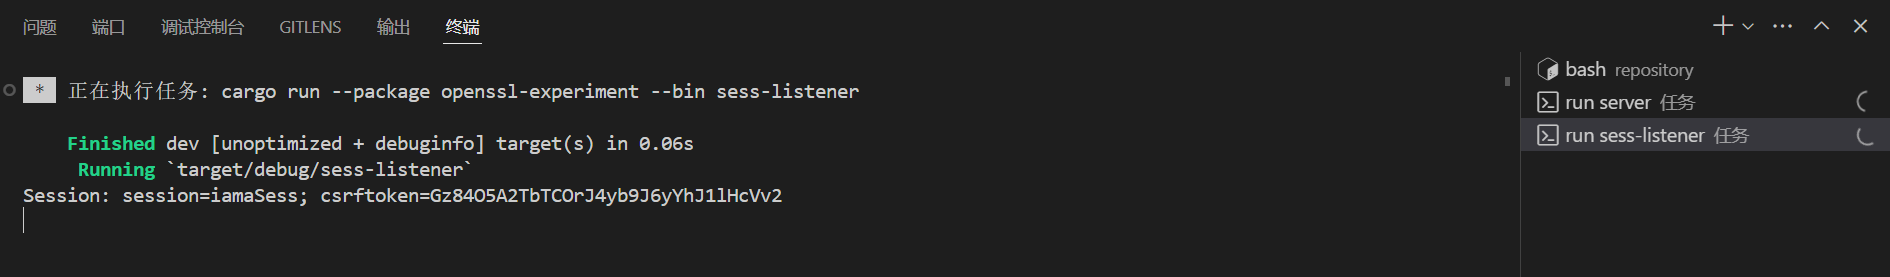 问题 端口 调试控制台 GITLENS 输出 终端
* 正在执行任务: cargo run --package openssl-experiment --bin sess-listener
Finished dev [unoptimized + debuginfo] target(s) in 0.06s
Running `target/debug/sess-listener`
Session: session=iamaSess; csrftoken=Gz84O5A2TbTCOrJ4yb9J6yYhJ1lHcVv2
bash repository
run server 任务
run sess-listener 任务